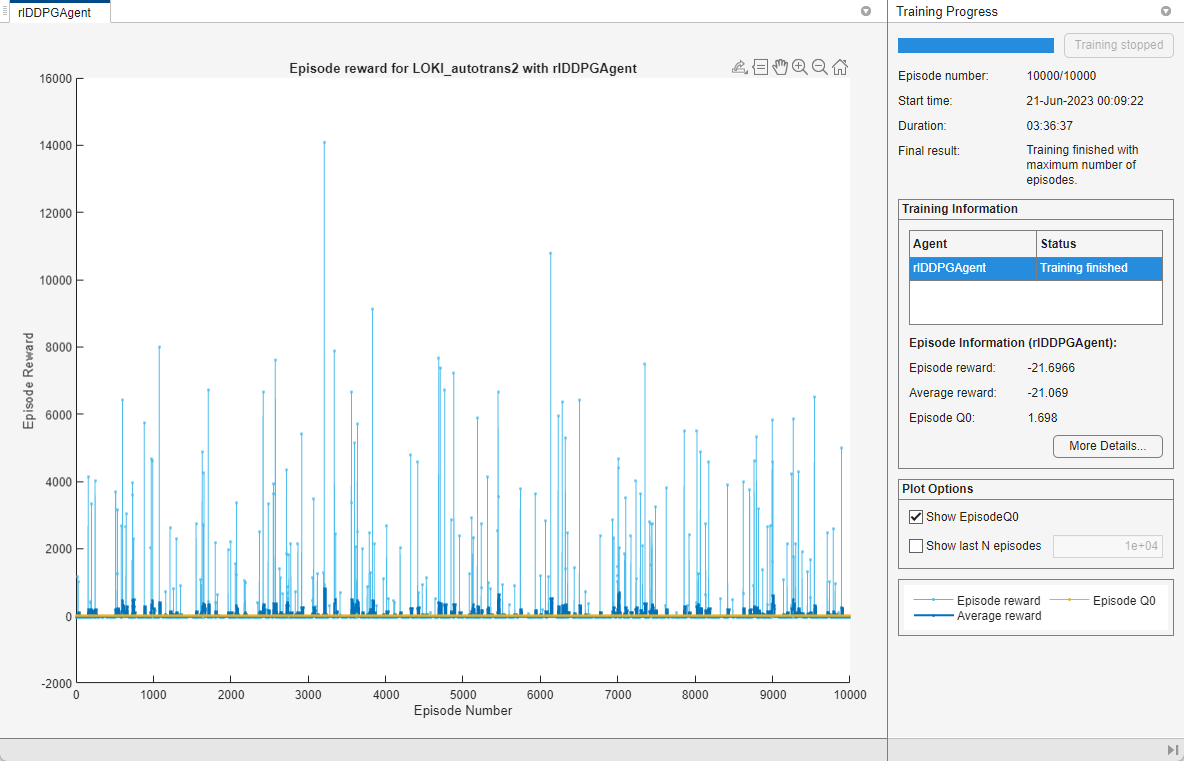 rlDDPGAgent
Episode reward for LOKI_autotrans2 with rlDDPGAgent
16000
14000
12000
10000
8000
6000
4000
2000
0
-2000
Episode Reward
0 1000 2000 3000 4000 5000 6000 7000 8000 9000 10000
Episode Number
Training Progress
Training stopped
Episode number: 10000/10000
Start time: 21-Jun-2023 00:09:22
Duration: 03:36:37
Final result: Training finished with
maximum number of
episodes.
Training Information
Agent Status
rlDDPGAgent Training finished
Episode Information (rlDDPGAgent):
Episode reward: -21.6966
Average reward: -21.069
Episode Q0: 1.698
More Details...
Plot Options
Show EpisodeQ0
Show last N episodes 1e+04
Episode reward Episode Q0
Average reward